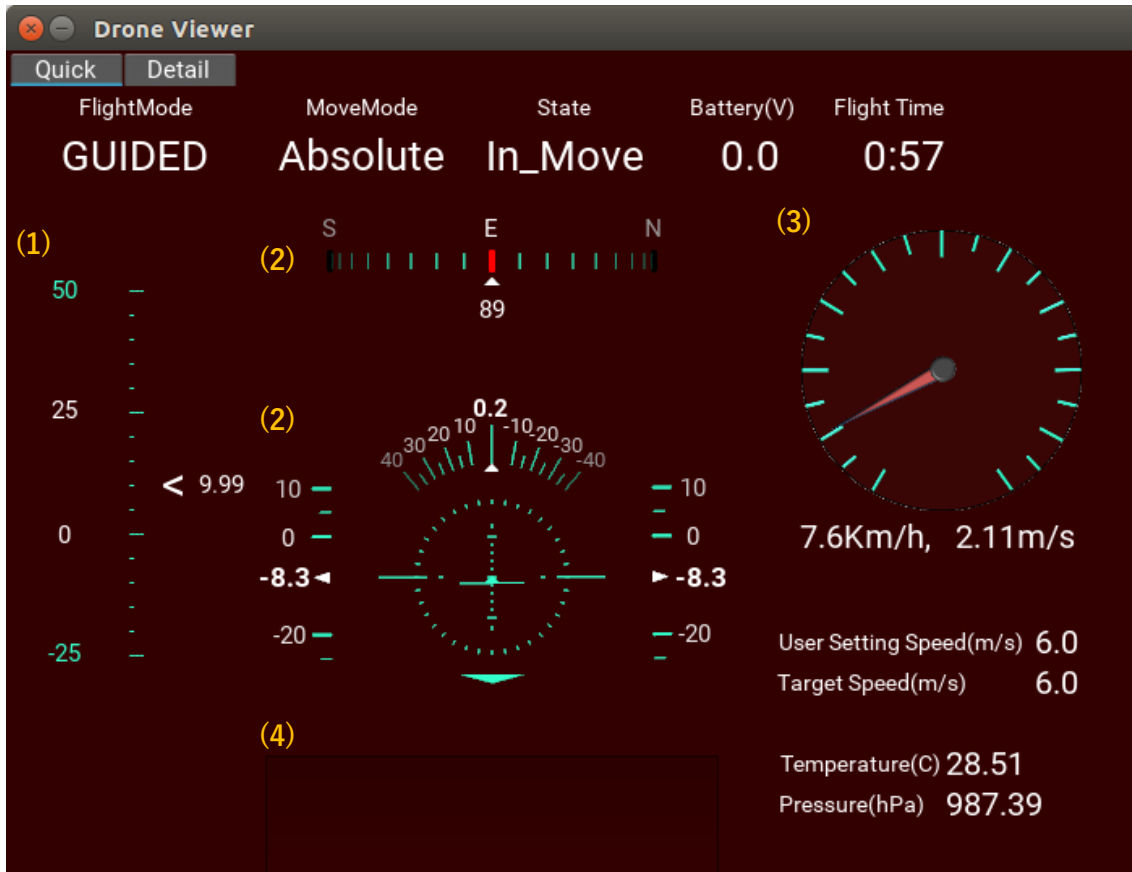 Drone Viewer
Quick Detail
FlightMode MoveMode State Battery(V) Flight Time
GUIDED Absolute In_Move 0.0 0:57
(1)
50
25
0
-25
< 9.99
(2)
S E N
89
(2)
0.2
40 30 20 10 -10 -20 -30 -40
10 10
0 0
-8.3 -8.3
-20 -20
(3)
7.6Km/h, 2.11m/s
User Setting Speed(m/s) 6.0
Target Speed(m/s) 6.0
Temperature(C) 28.51
Pressure(hPa) 987.39
(4)